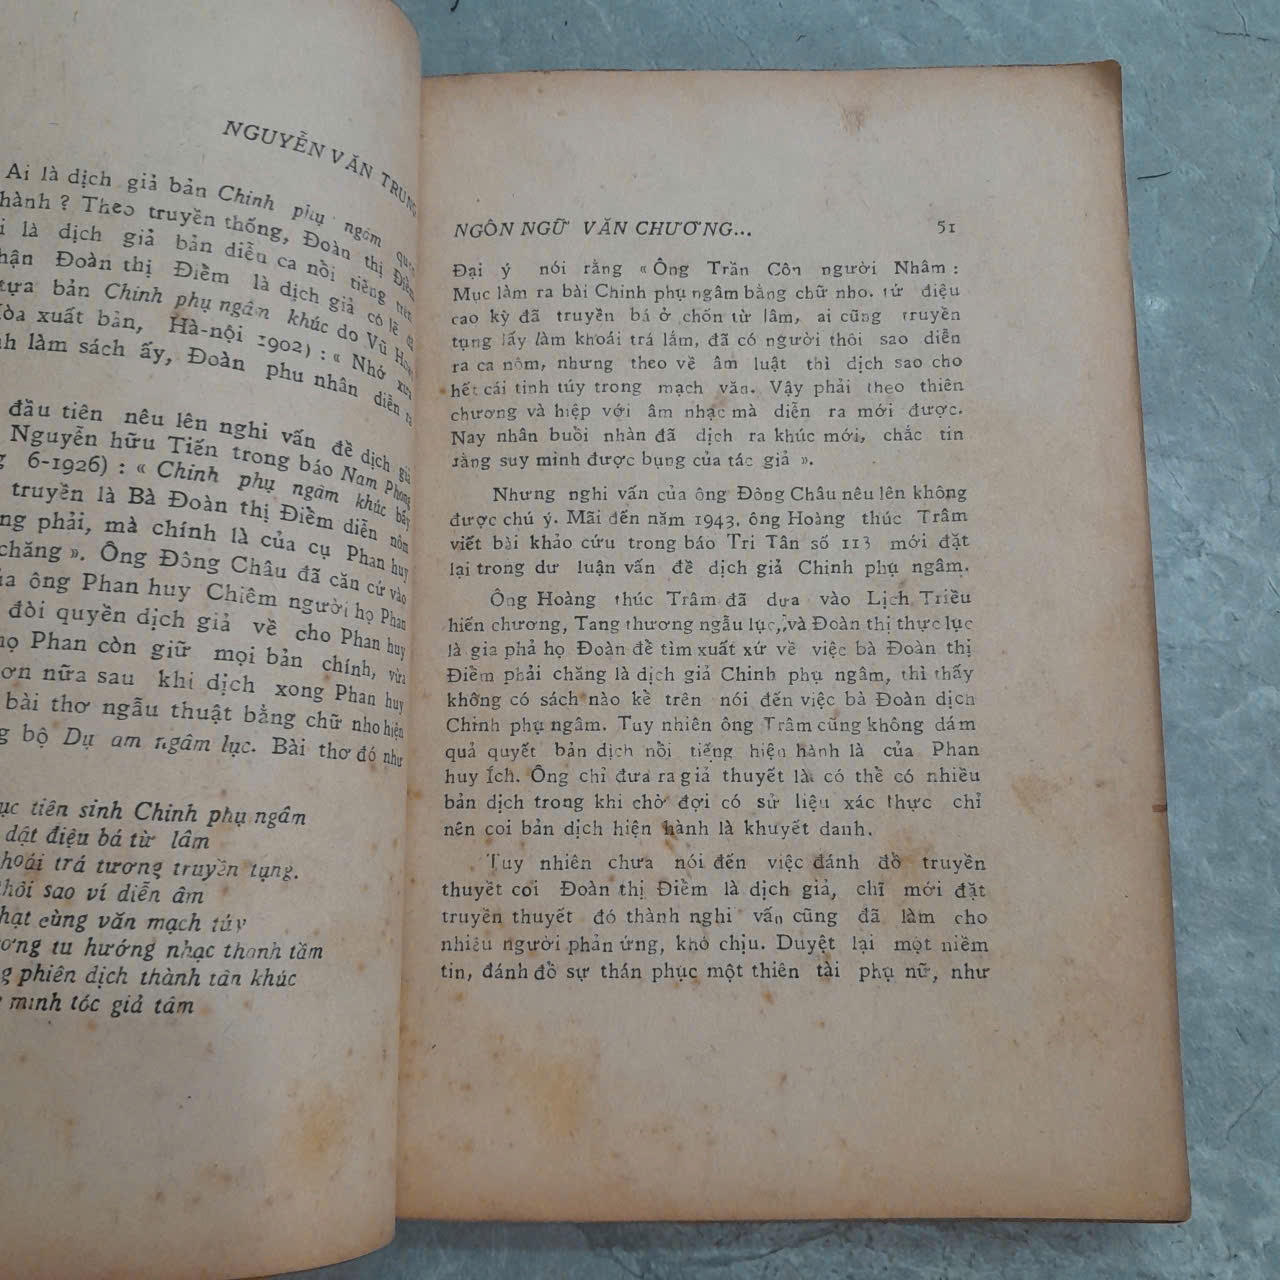 NGUYỄN VĂN TRUNG
Ai là dịch giả bản Chinh phụ ngâm
hành ? Theo truyền thống, Đoàn thị Điểm
là dịch giả bản diễn ca nổi tiếng trên
Đoàn thị Điểm là dịch giả có lẽ
tựa bản Chinh phụ ngâm khúc do Vũ
xuất bản, Hà-nội 1902) : « Nhớ xưa
làm sách ấy, Đoàn phu nhân diễn ra
đầu tiên nêu lên nghi vấn đề dịch giả
Nguyễn hữu Tiến trong báo Nam Phong
6-1926) : « Chinh phụ ngâm khúc bấy
truyền là Bà Đoàn thị Điểm diễn nôm
phải, mà chính là của cụ Phan huy
chăng ». Ông Đông Châu đã căn cứ vào
ông Phan huy Chiêm người họ Phan
đòi quyền dịch giả về cho Phan huy
họ Phan còn giữ mọi bản chính, vừa
nữa sau khi dịch xong Phan huy
bài thơ ngẫu thuật bằng chữ nho hiện
bộ Dụ am ngâm lục. Bài thơ đó như
tiên sinh Chinh phụ ngâm
dật điệu bá từ lâm
khoái trá tương truyền tụng.
sao ví diễn âm
cùng văn mạch túy
tu hướng nhạc thanh tầm
phiên dịch thành tân khúc
minh tóc giả tâm
NGÔN NGỮ VĂN CHƯƠNG... 51
Đại ý nói rằng « Ông Trần Côn người Nhâm :
Mục làm ra bài Chinh phụ ngâm bằng chữ nho. tứ điệu
cao kỳ đã truyền bá ở chốn từ lâm, ai cũng truyền
tụng lấy làm khoái trá lắm, đã có người thôi sao diễn
ra ca nôm, nhưng theo về âm luật thì dịch sao cho
hết cái tinh túy trong mạch văn. Vậy phải theo thiên
chương và hiệp với âm nhạc mà diễn ra mới được.
Nay nhân buổi nhàn đã dịch ra khúc mới, chắc tin
rằng suy minh được bụng của tác giả ».
Nhưng nghi vấn của ông Đông Châu nêu lên không
được chú ý. Mãi đến năm 1943. ông Hoàng thúc Trâm
viết bài khảo cứu trong báo Tri Tân số 113 mới đặt
lại trong dư luận vấn đề dịch giả Chinh phụ ngâm.
Ông Hoàng thúc Trâm đã dựa vào Lịch Triều
hiến chương, Tang thương ngẫu lục, và Đoàn thị thực lục
là gia phả họ Đoàn để tìm xuất xứ về việc bà Đoàn thị
Điểm phải chăng là dịch giả Chinh phụ ngâm, thì thấy
không có sách nào kể trên nói đến việc bà Đoàn dịch
Chinh phụ ngâm. Tuy nhiên ông Trâm cũng không dám
quả quyết bản dịch nổi tiếng hiện hành là của Phan
huy Ích. Ông chỉ đưa ra giả thuyết là có thể có nhiều
bản dịch trong khi chờ đợi có sử liệu xác thực chỉ
nên coi bản dịch hiện hành là khuyết danh.
Tuy nhiên chưa nói đến việc đánh đổ truyền
thuyết coi Đoàn thị Điểm là dịch giả, chỉ mới đặt
truyền thuyết đó thành nghi vấn cũng đã làm cho
nhiều người phản ứng, khó chịu. Duyệt lại một niềm
tin, đánh đổ sự thán phục một thiên tài phụ nữ, như